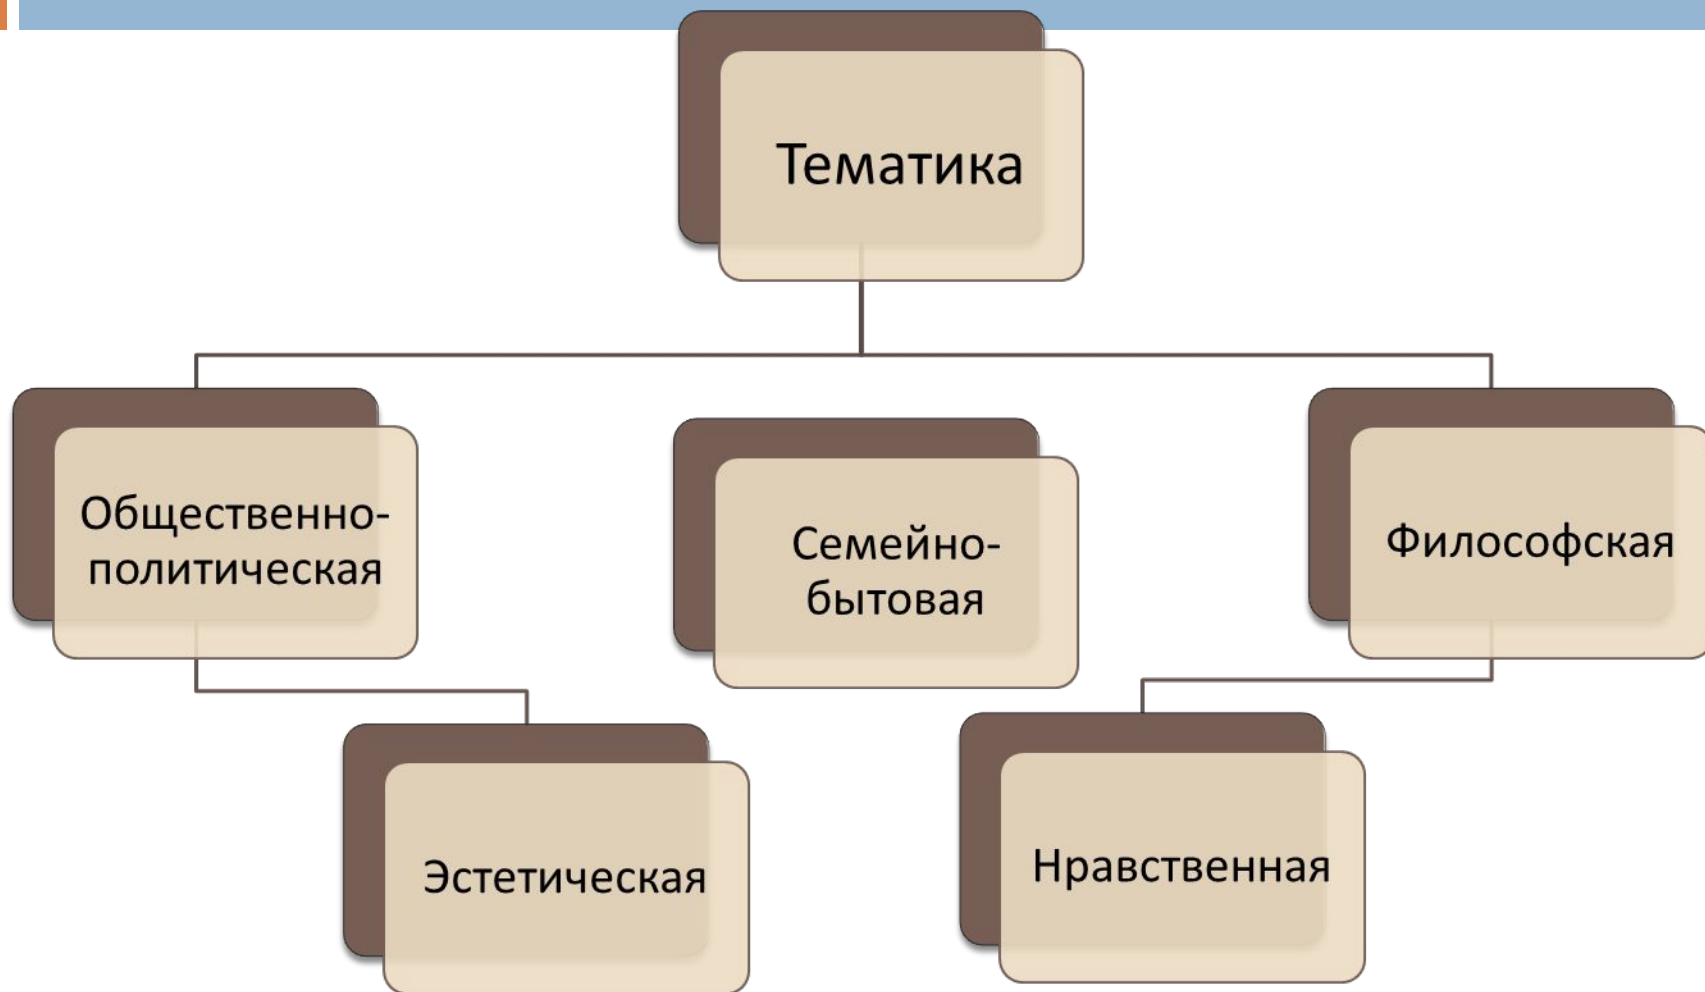 Тематика
Общественно-
политическая
Семейно-
бытовая
Философская
Эстетическая
Нравственная